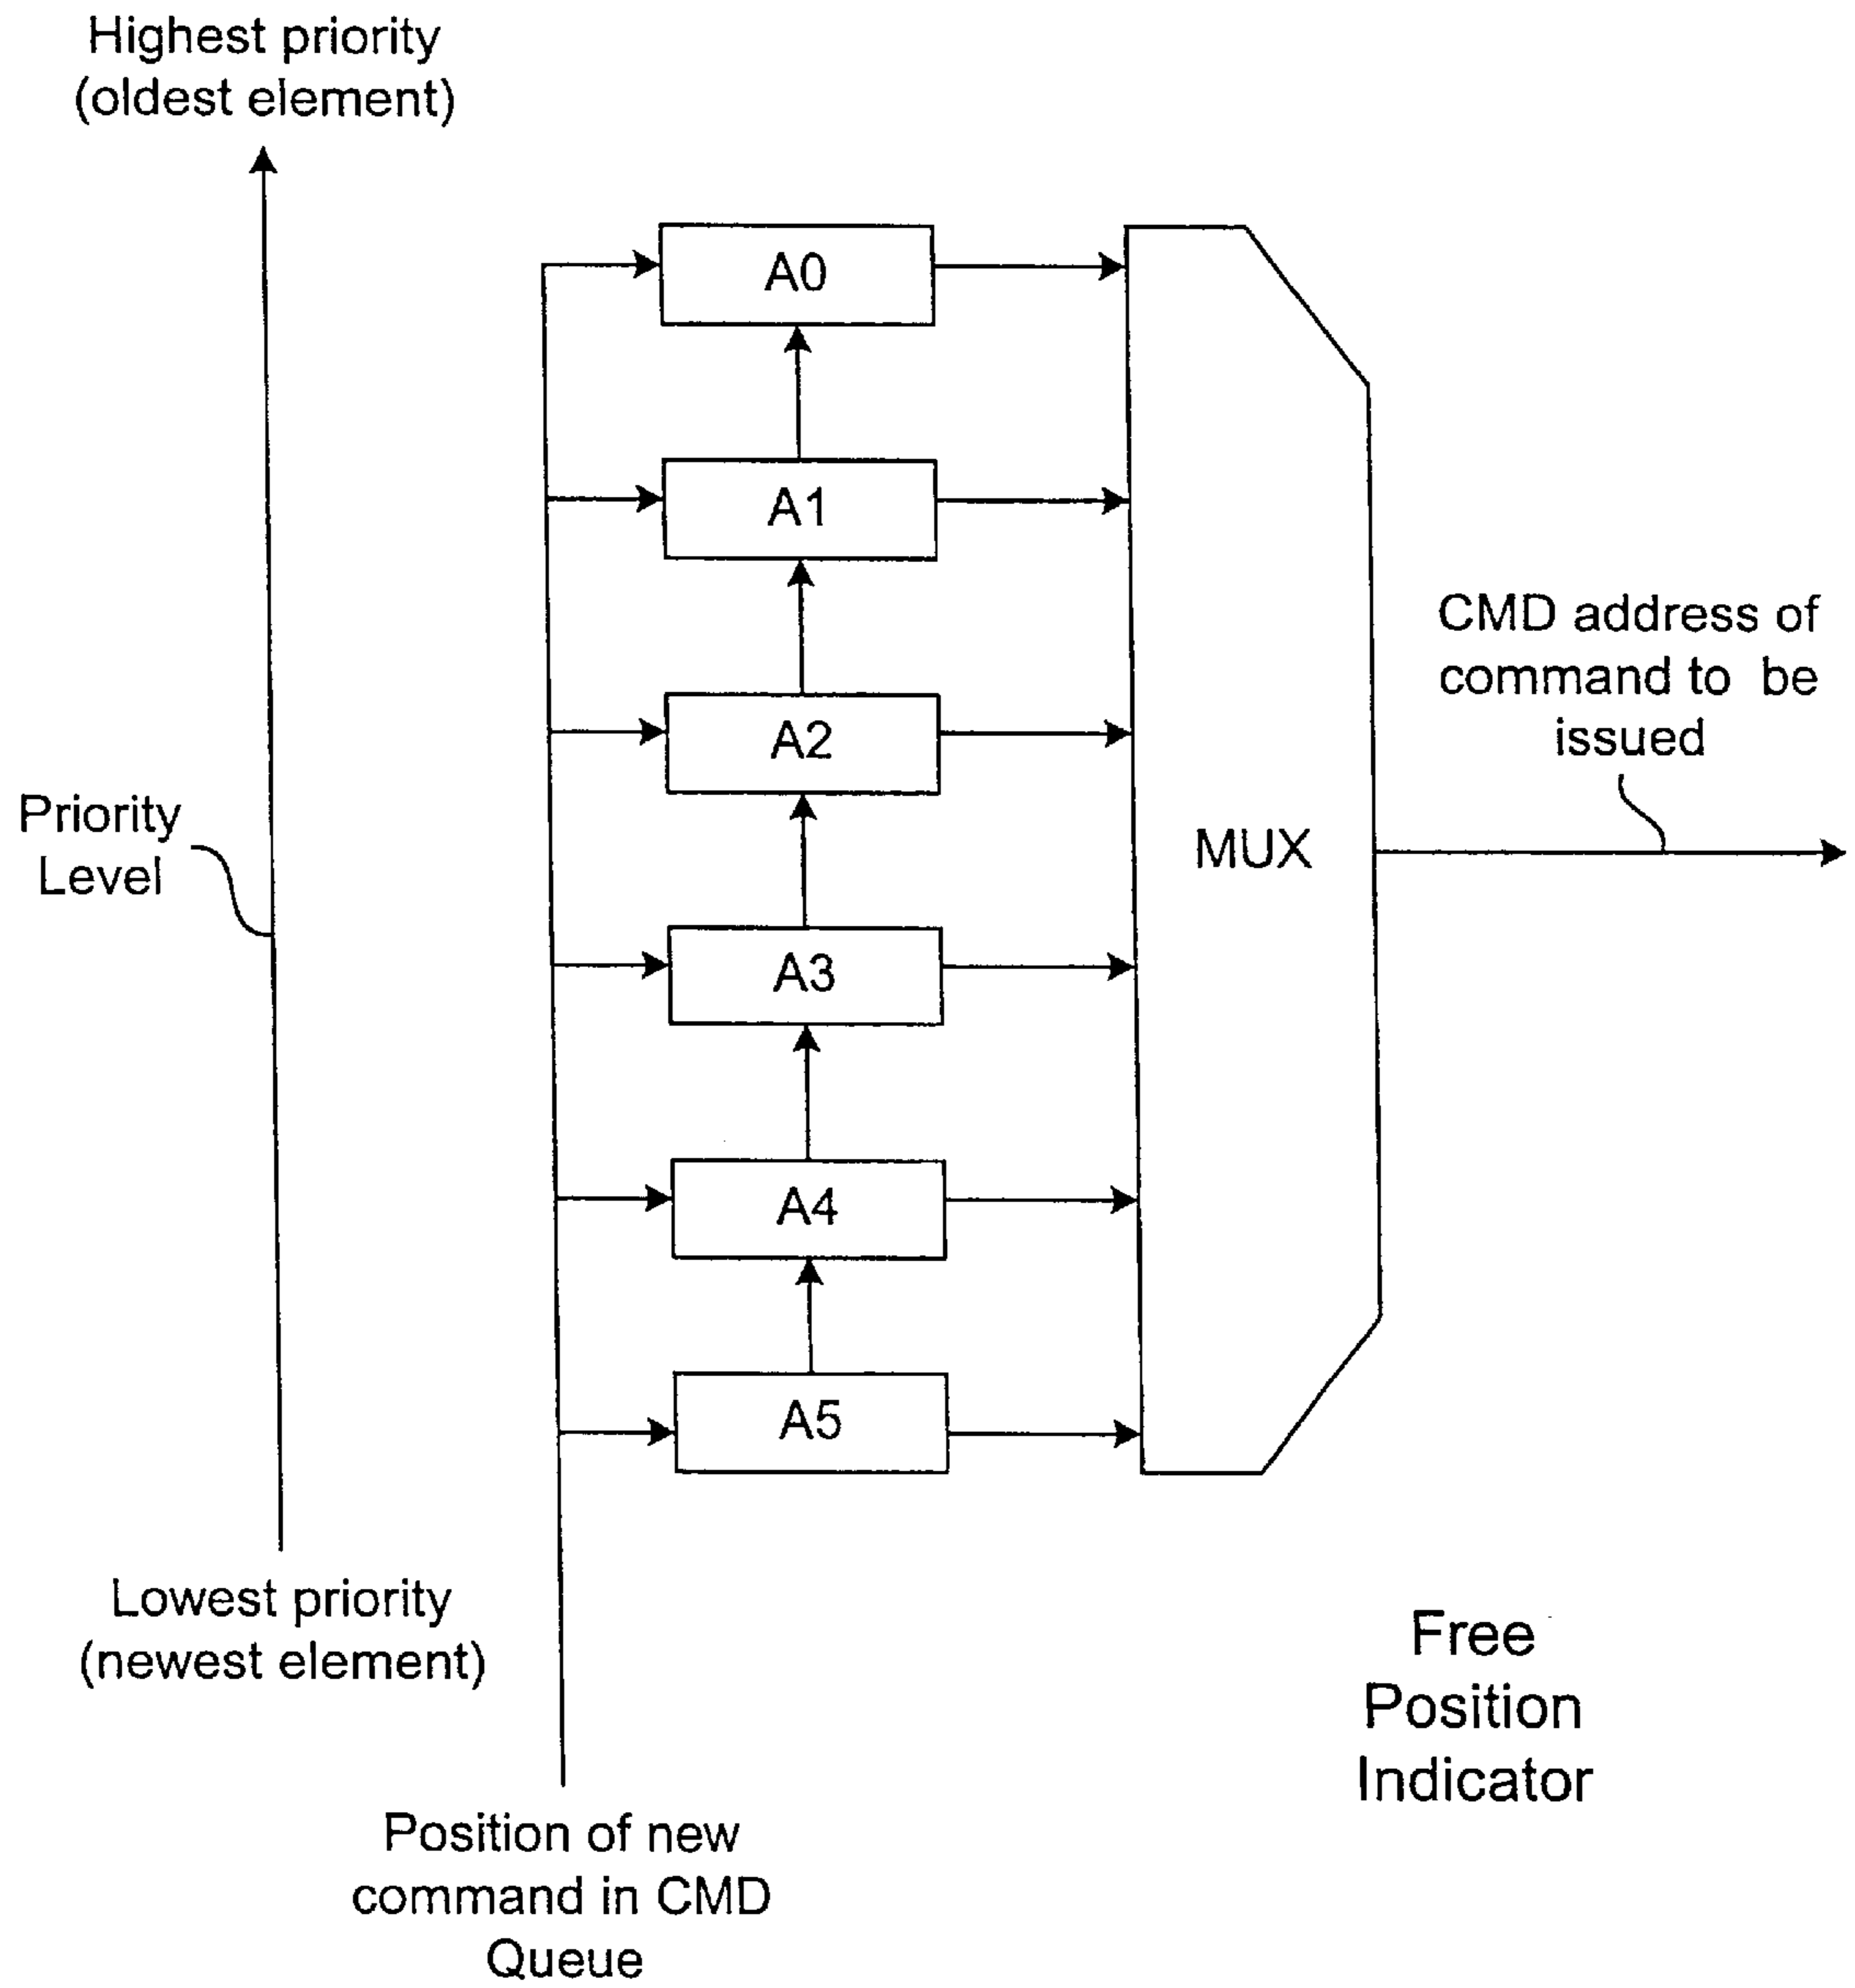 Highest priority
(oldest element)
A0
A1
CMD address of
command to be
issued
A2
Priority
Level
MUX
A3
A4
A5
Lowest priority
(newest element)
Free
Position
Indicator
Position of new
command in CMD
Queue